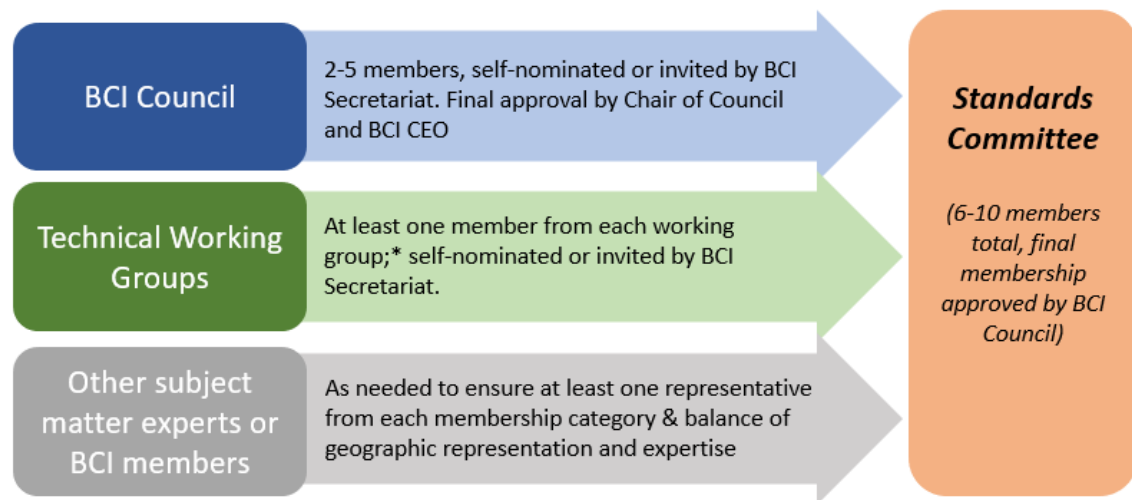 BCI Council
2-5 members, self-nominated or invited by BCI
Secretariat. Final approval by Chair of Council
and BCI CEO
Technical Working
Groups
At least one member from each working
group;* self-nominated or invited by BCI
Secretariat.
Other subject
matter experts or
BCI members
As needed to ensure at least one representative
from each membership category & balance of
geographic representation and expertise
Standards
Committee
(6-10 members
total, final
membership
approved by BCI
Council)